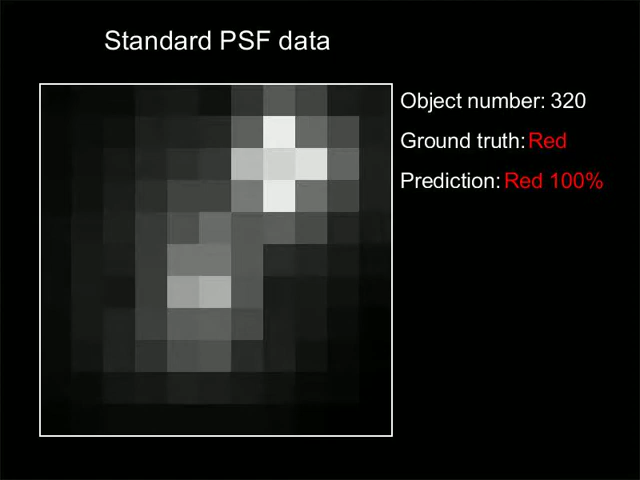 Standard PSF data
Object number: 320
Ground truth: Red
Prediction: Red 100%